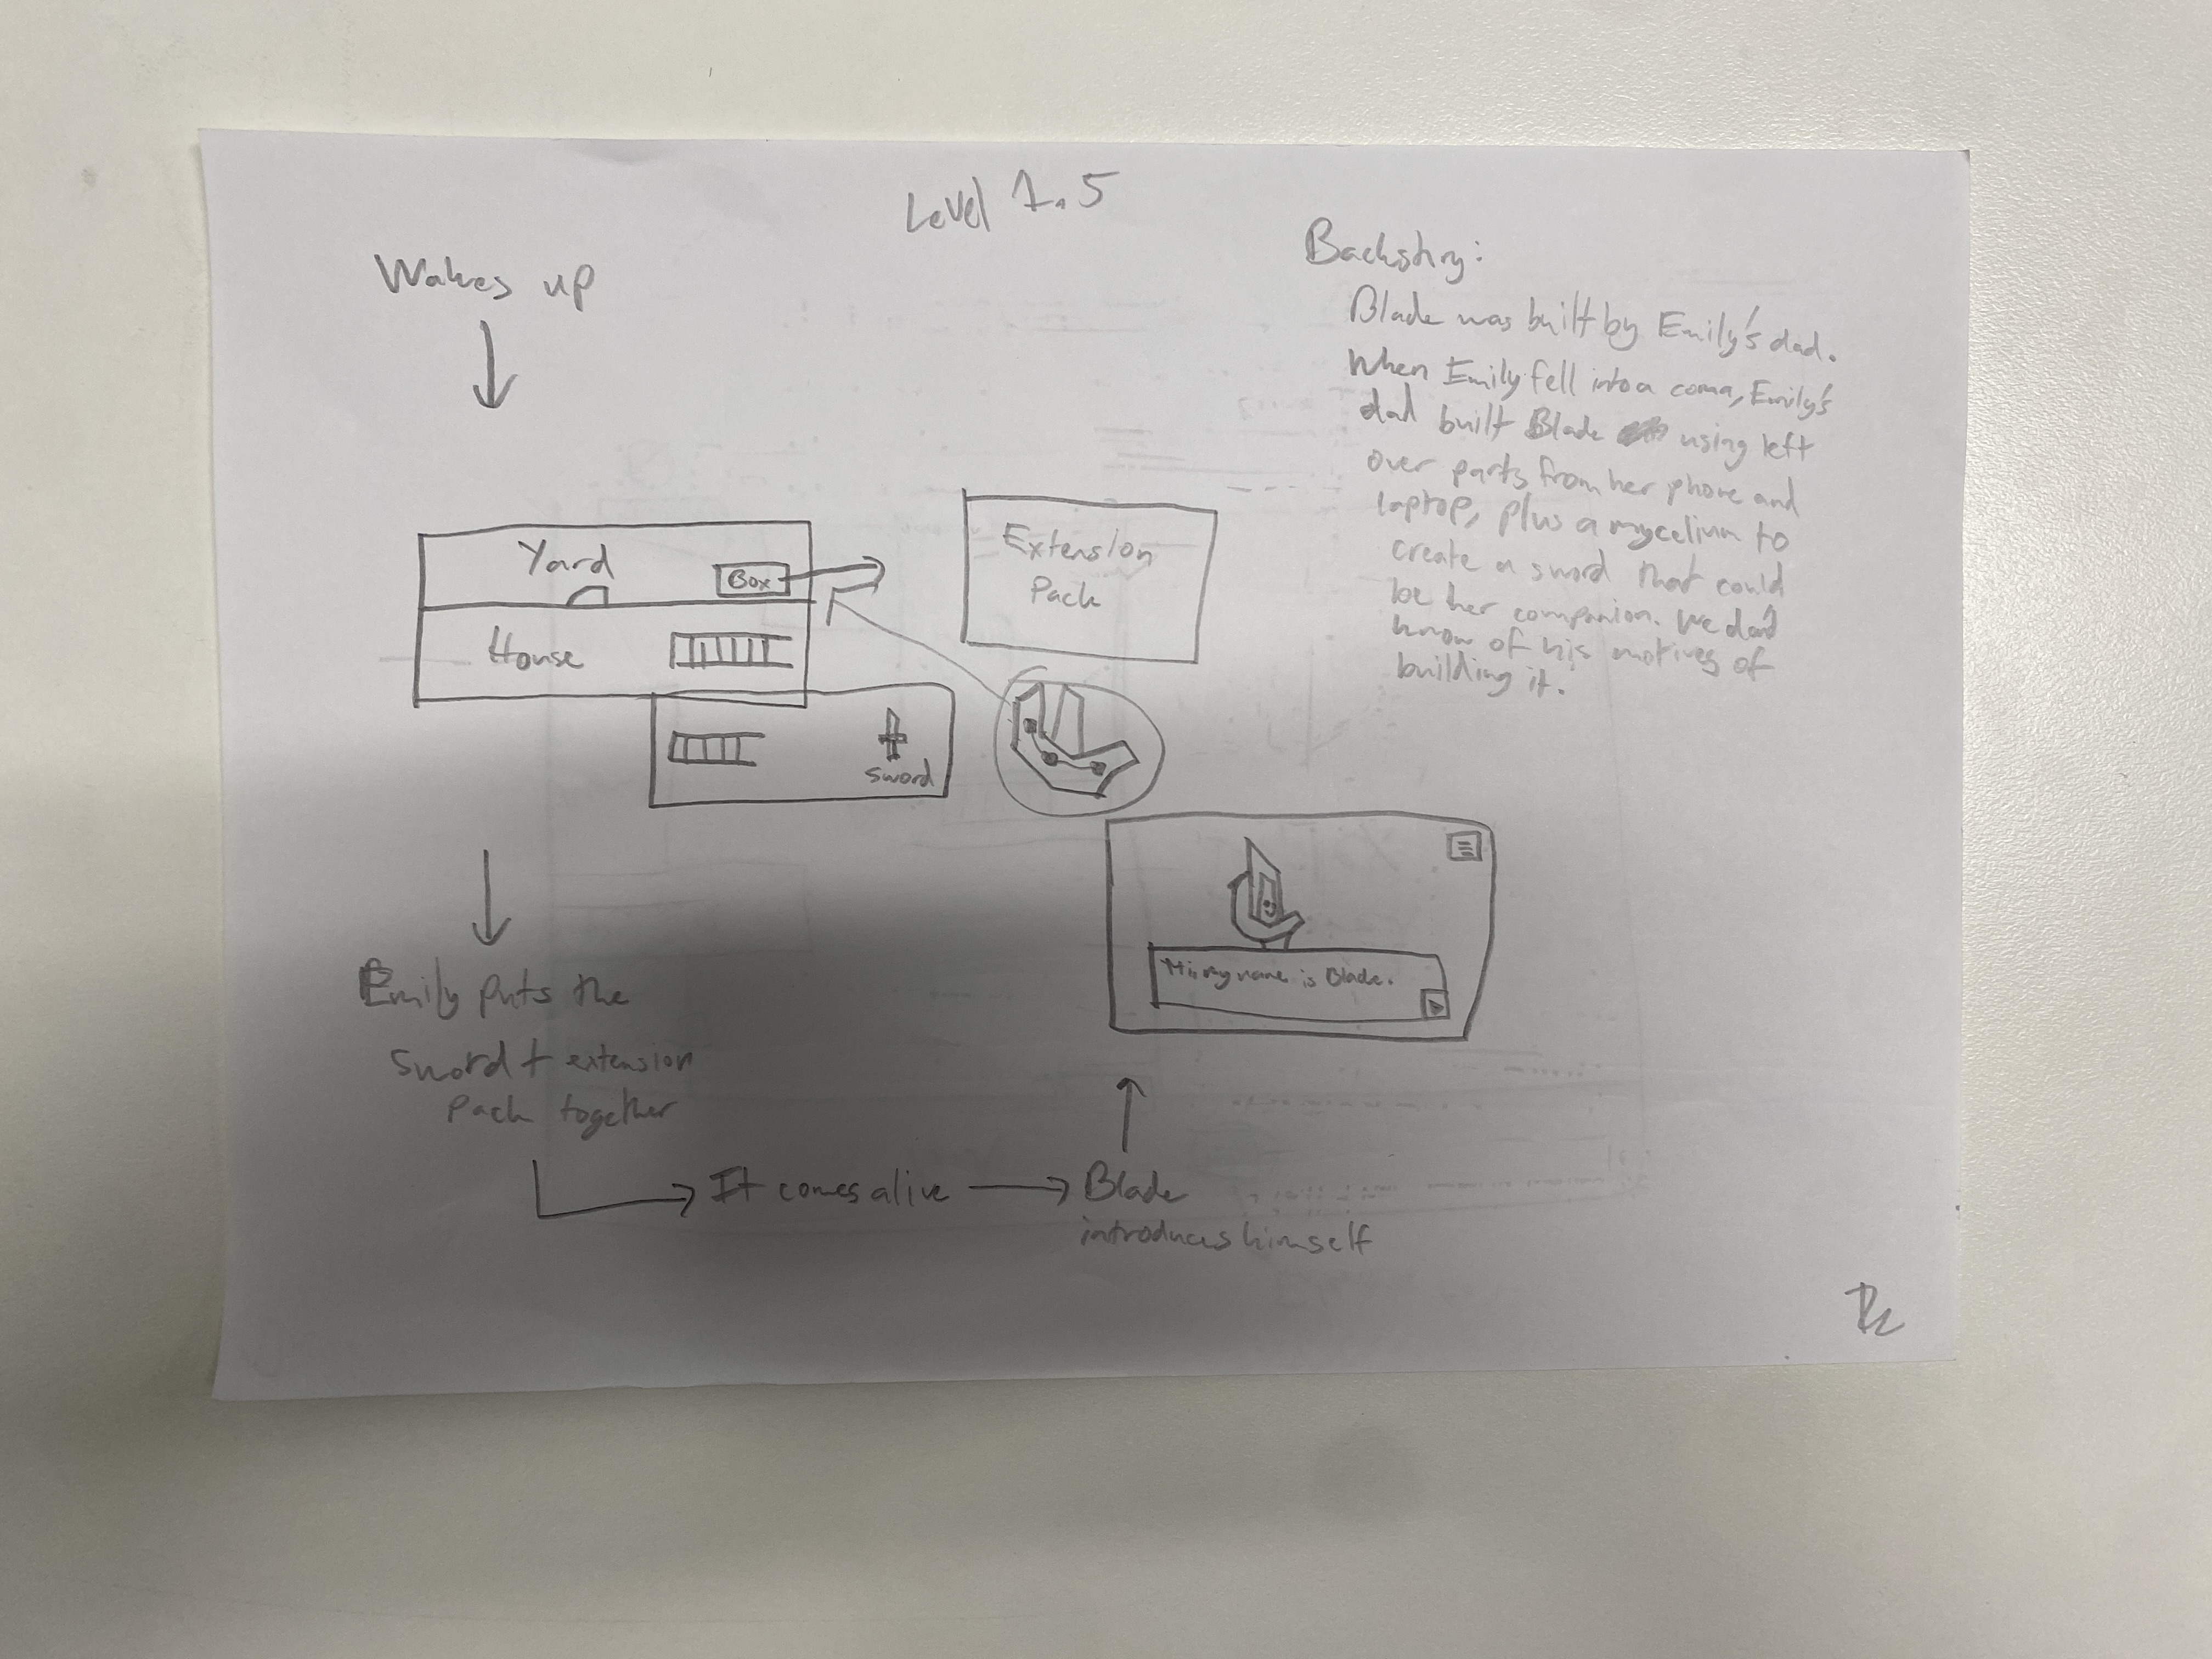 Level 1.5
Wakes up
Backstory:
Blade was built by Emily's dad.
When Emily fell into a coma, Emily's
dad built Blade using left
over parts from her phone and
laptop, plus a mycelium to
create a sword that could
be her companion. We don't
know of his motives of
building it.
Yard
Box
House
Extension
Pack
sword
Hi, my name is Blade.
Emily puts the
sword + extension
pack together
It comes alive
Blade
introduces himself